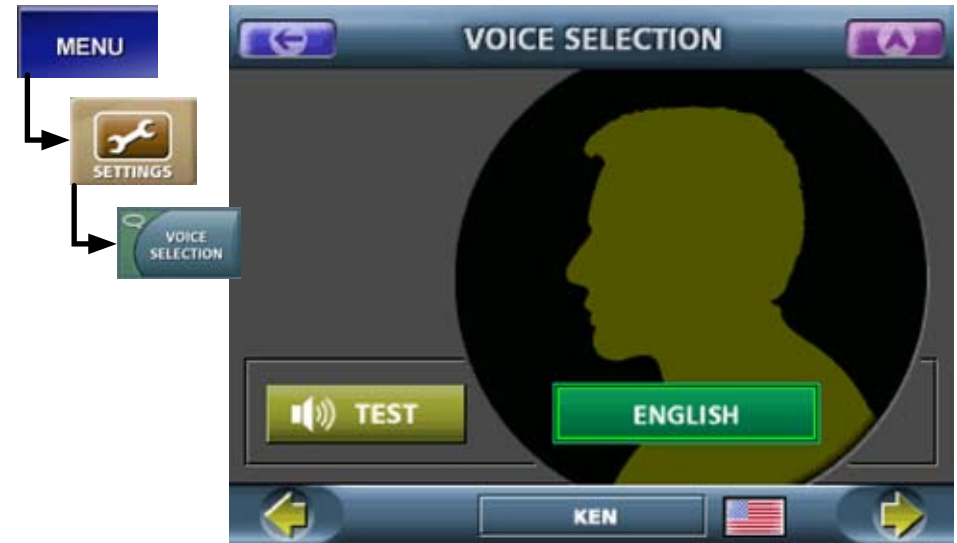 MENU
SETTINGS
VOICE
SELECTION
VOICE SELECTION
TEST
ENGLISH
KEN